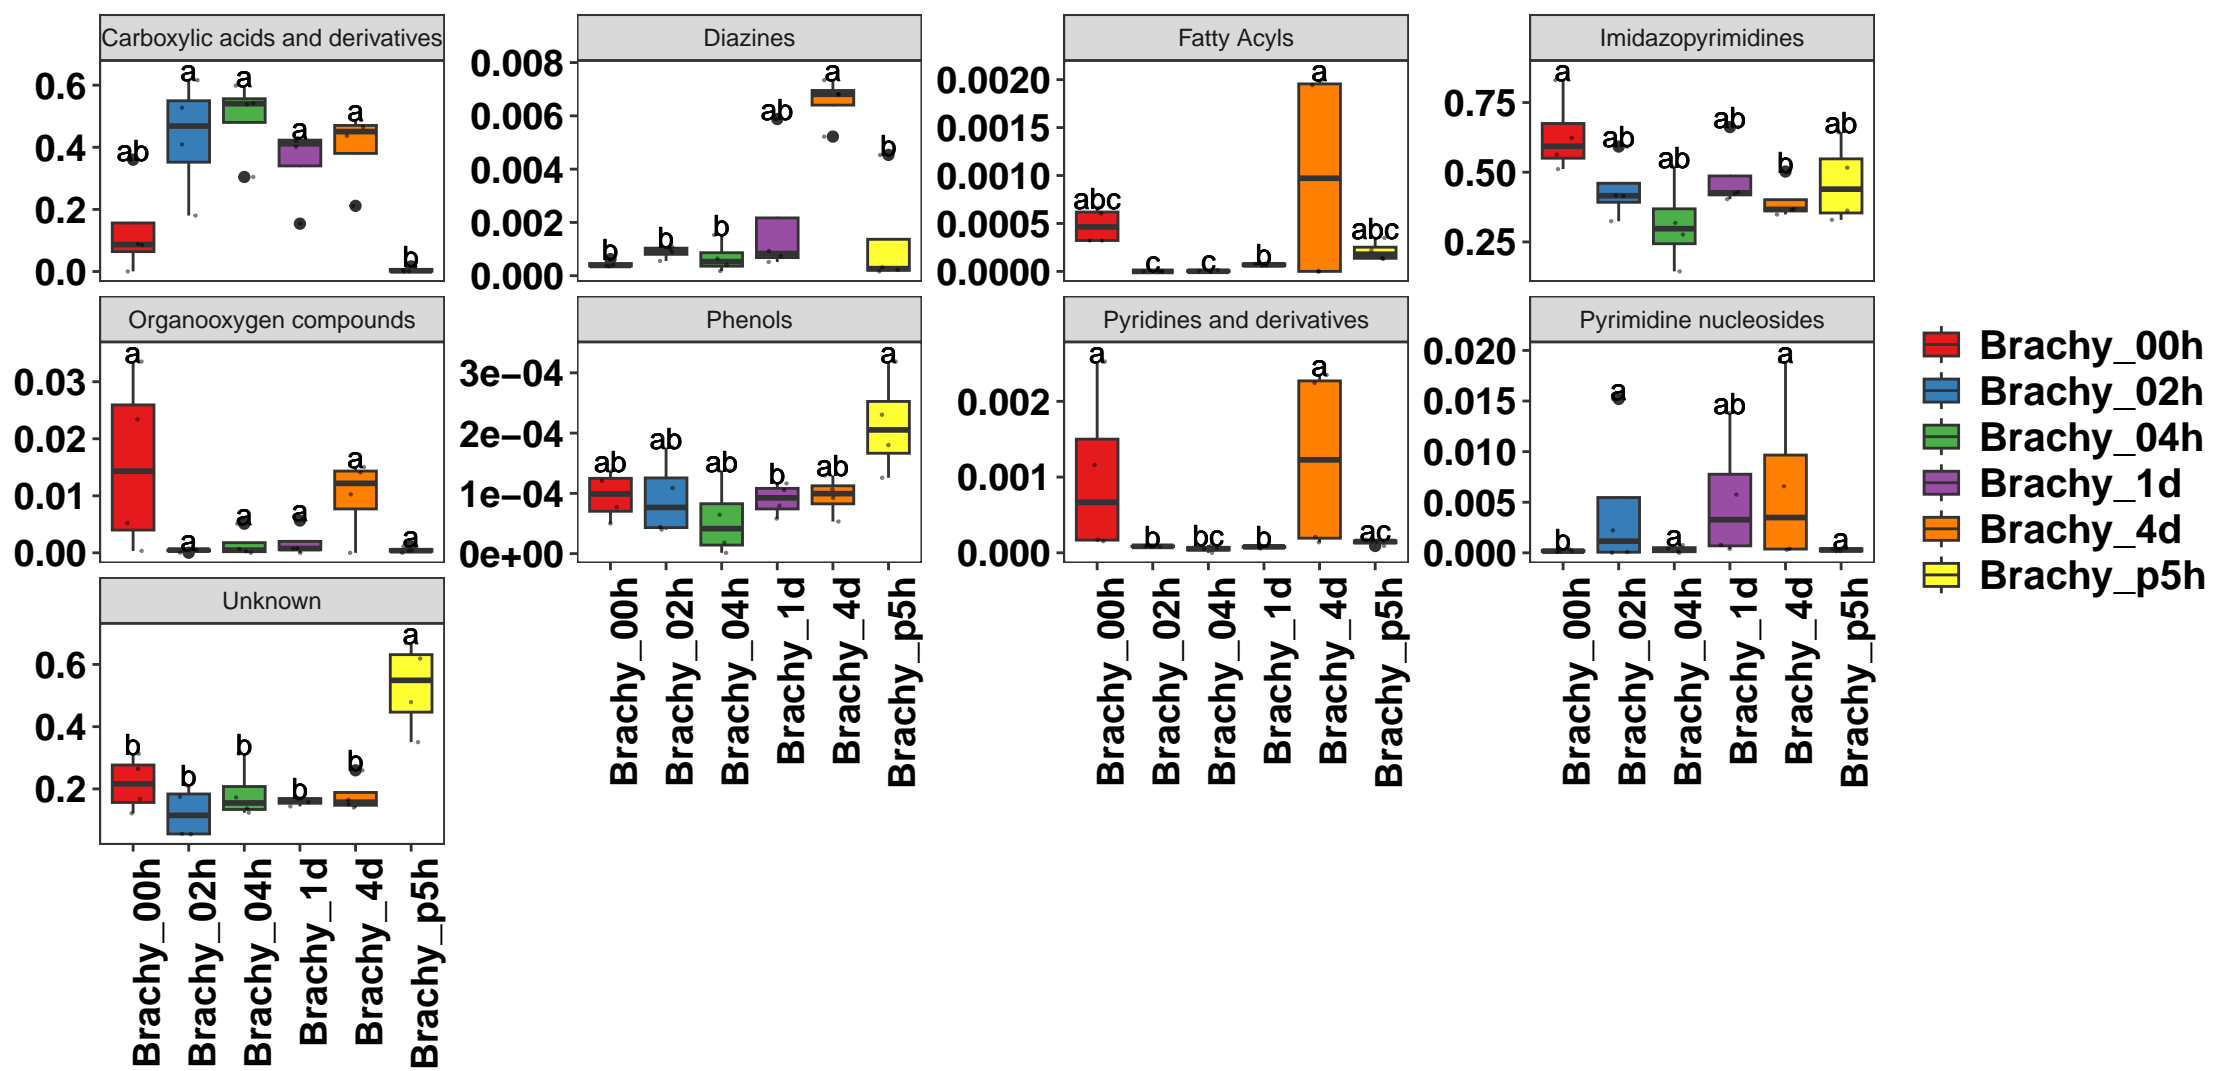 Carboxylic acids and derivatives
0.6
0.4
0.2
0.0
ab
a
a
a
a
b
Diazines
0.008
0.006
0.004
0.002
0.000
b
b
b
ab
a
b
Fatty Acyls
0.0020
0.0015
0.0010
0.0005
0.0000
abc
c
c
b
a
abc
Imidazopyrimidines
0.75
0.50
0.25
a
ab
ab
ab
b
ab
Organooxygen compounds
0.03
0.02
0.01
0.00
a
a
a
a
a
a
Phenols
3e−04
2e−04
1e−04
0e+00
ab
ab
ab
b
ab
a
Brachy_00h
Brachy_02h
Brachy_04h
Brachy_1d
Brachy_4d
Brachy_p5h
Pyridines and derivatives
0.002
0.001
0.000
a
b
bc
b
a
ac
Brachy_00h
Brachy_02h
Brachy_04h
Brachy_1d
Brachy_4d
Brachy_p5h
Pyrimidine nucleosides
0.020
0.015
0.010
0.005
0.000
b
a
a
ab
a
a
Brachy_00h
Brachy_02h
Brachy_04h
Brachy_1d
Brachy_4d
Brachy_p5h
Unknown
0.6
0.4
0.2
b
b
b
b
b
a
Brachy_00h
Brachy_02h
Brachy_04h
Brachy_1d
Brachy_4d
Brachy_p5h
Brachy_00h
Brachy_02h
Brachy_04h
Brachy_1d
Brachy_4d
Brachy_p5h